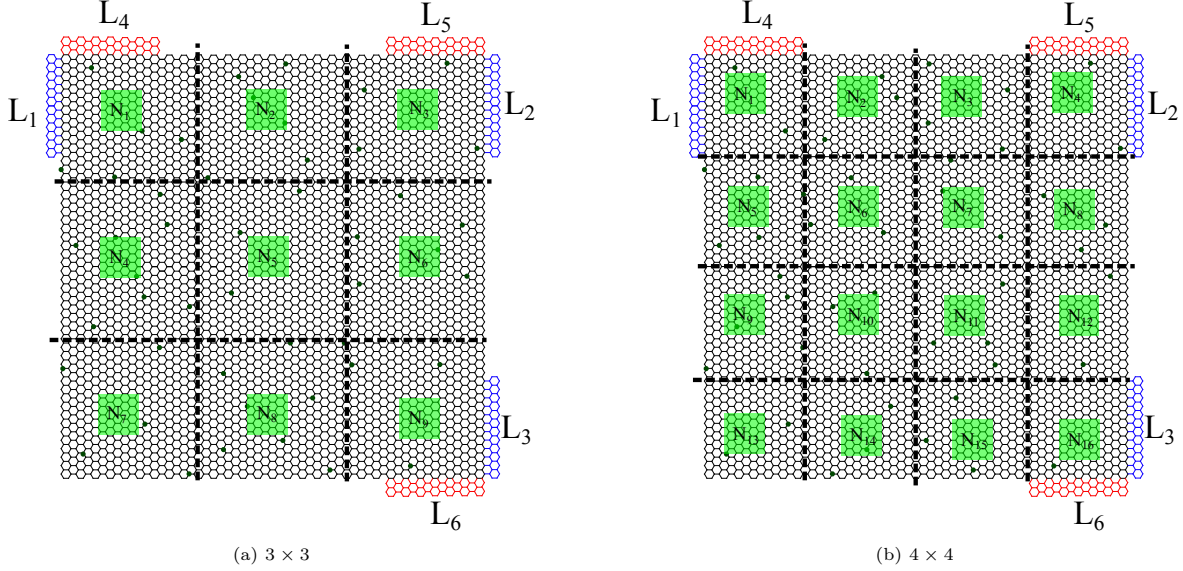 L₄ L₅
L₁ N₁ N₂ N₃ L₂
N₄ N₅ N₆
N₇ N₈ N₉ L₃
L₆
(a) 3 × 3
L₄ L₅
L₁ N₁ N₂ N₃ N₄ L₂
N₅ N₆ N₇ N₈
N₉ N₁₀ N₁₁ N₁₂
N₁₃ N₁₄ N₁₅ N₁₆ L₃
L₆
(b) 4 × 4